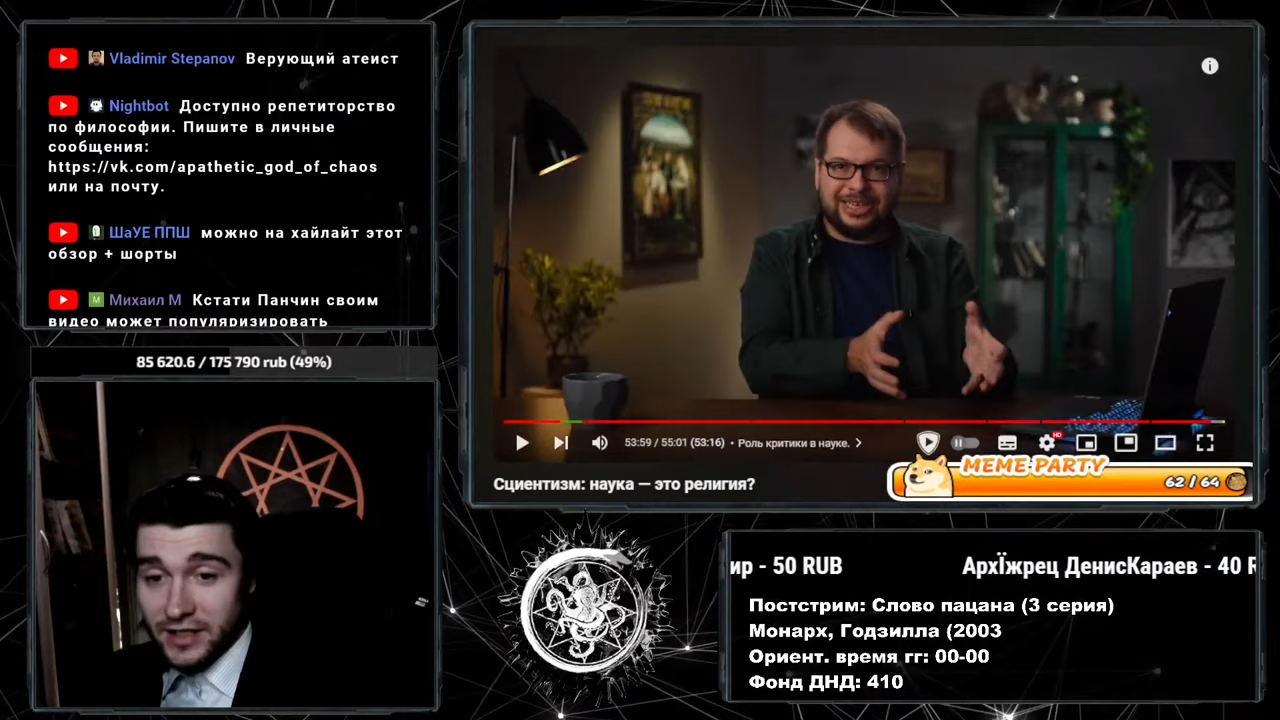 Vladimir Stepanov Верующий атеист
Nightbot Доступно репетиторство
по философии. Пишите в личные
сообщения:
https://vk.com/apathetic_god_of_chaos
или на почту.
ШаУЕ ППШ можно на хайлайт этот
обзор + шорты
М Михаил М Кстати Панчин своим
видео может популяризировать
85 620.6 / 175 790 rub (49%)
53:59 / 55:01 (53:16) • Роль критики в науке.
HD
Сциентизм: наука — это религия?
MEME PARTY
62 / 64
ир - 50 RUB АрхЇжрец ДенисКараев - 40 R
Постстрим: Слово пацана (3 серия)
Монарх, Годзилла (2003
Ориент. время гг: 00-00
Фонд ДНД: 410